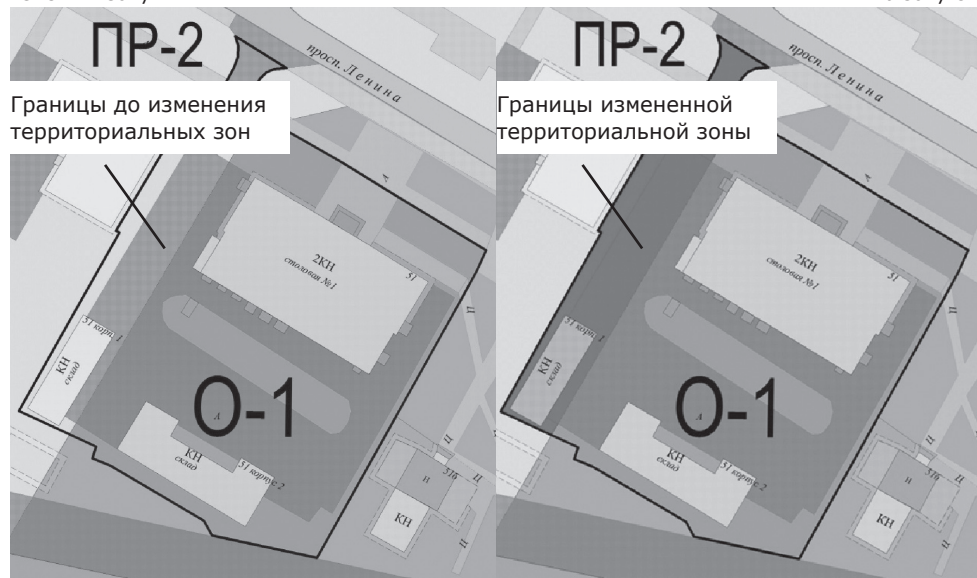 ПР-2
просп. Ленина
Границы до изменения
территориальных зон
А
2КН
столовая №1
51
51 корп. 1
КН
склад
О-1
А
КН
склад
51 корпус 2
51б
Ц
Ц
Ц
н
КН
ПР-2
просп. Ленина
Границы измененной
территориальной зоны
А
2КН
столовая №1
51
51 корп. 1
КН
склад
О-1
А
КН
склад
51 корпус 2
51б
Ц
Ц
Ц
н
КН